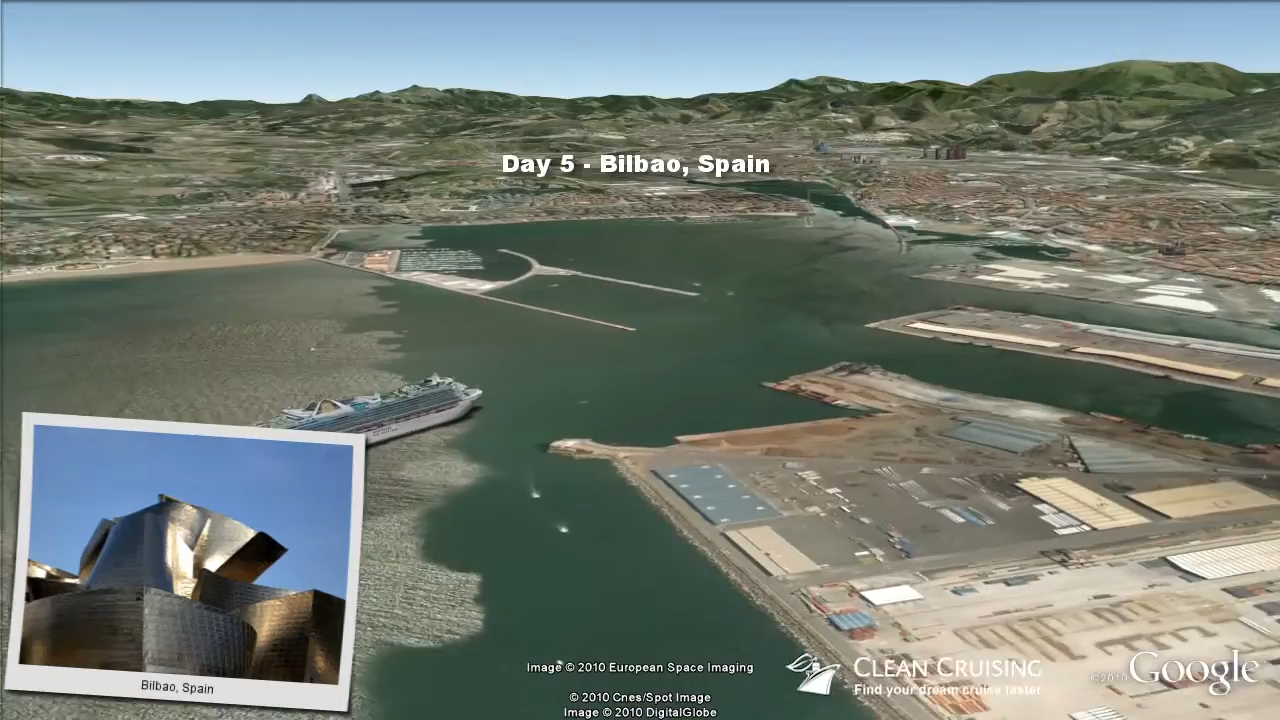 Day 5 - Bilbao, Spain
Bilbao, Spain
Image © 2010 European Space Imaging
© 2010 Cnes/Spot Image
Image © 2010 DigitalGlobe
CLEAN CRUISING
Find your dream cruise faster
©2010 Google